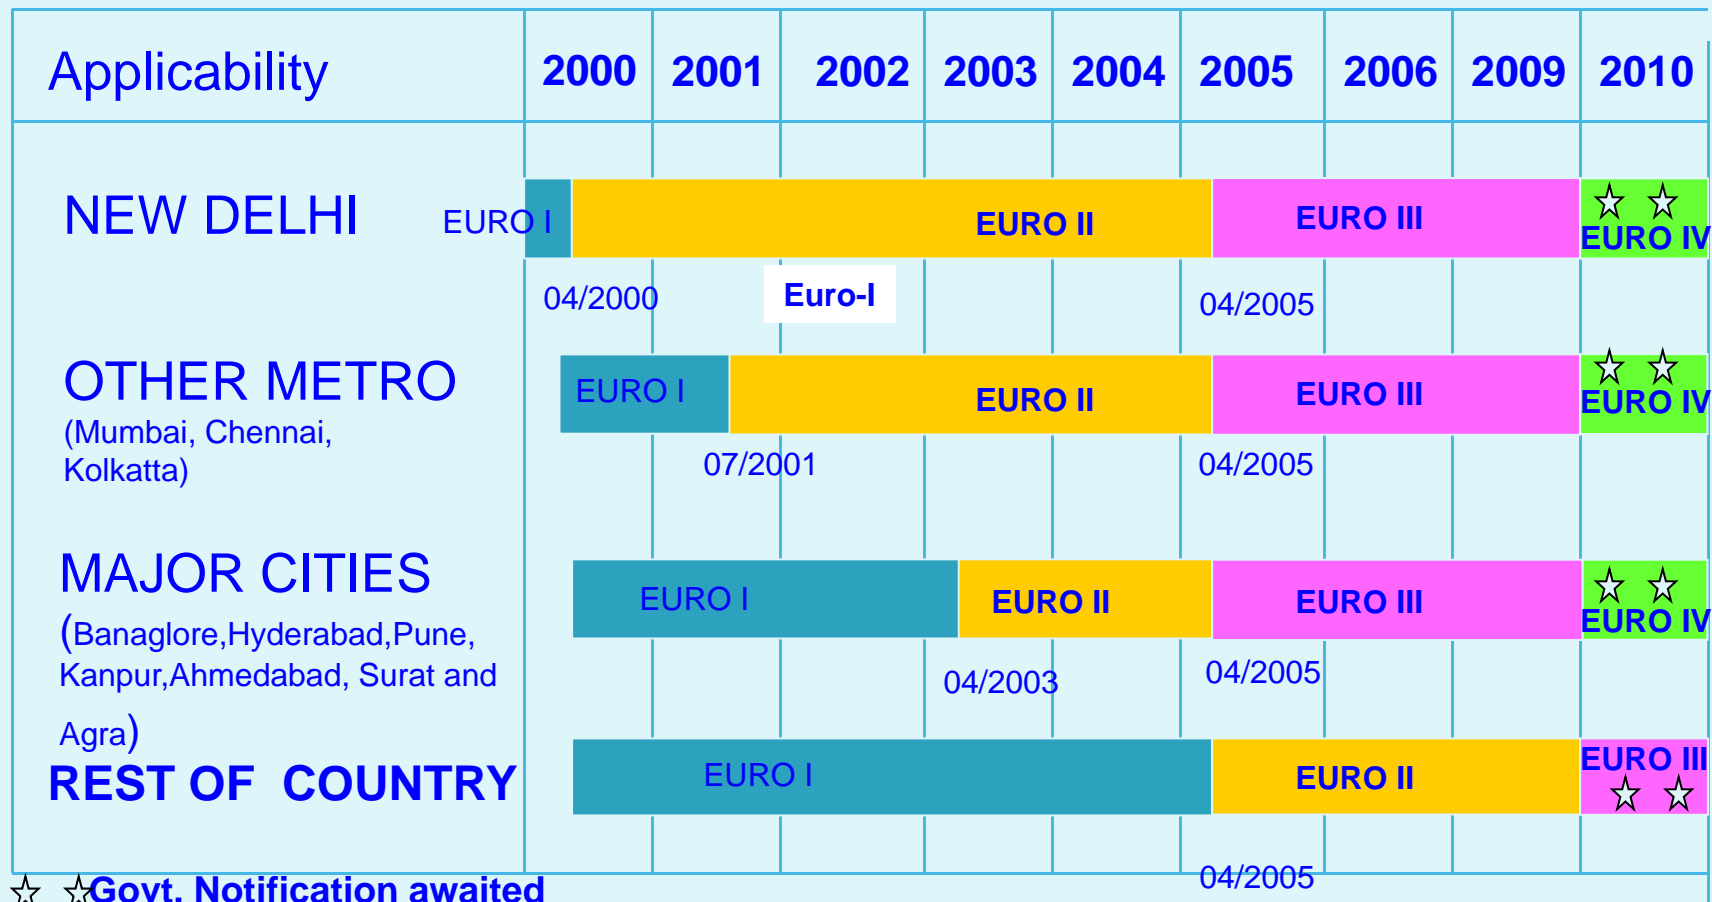 Applicability 2000 2001 2002 2003 2004 2005 2006 2009 2010
NEW DELHI EURO I EURO II EURO III EURO IV
04/2000 Euro-I 04/2005
OTHER METRO EURO I EURO II EURO III EURO IV
(Mumbai, Chennai,
Kolkatta)
07/2001 04/2005
MAJOR CITIES EURO I EURO II EURO III EURO IV
(Banaglore,Hyderabad,Pune,
Kanpur,Ahmedabad, Surat and
04/2003 04/2005
Agra)
REST OF COUNTRY EURO I EURO II EURO III
04/2005
Govt. Notification awaited